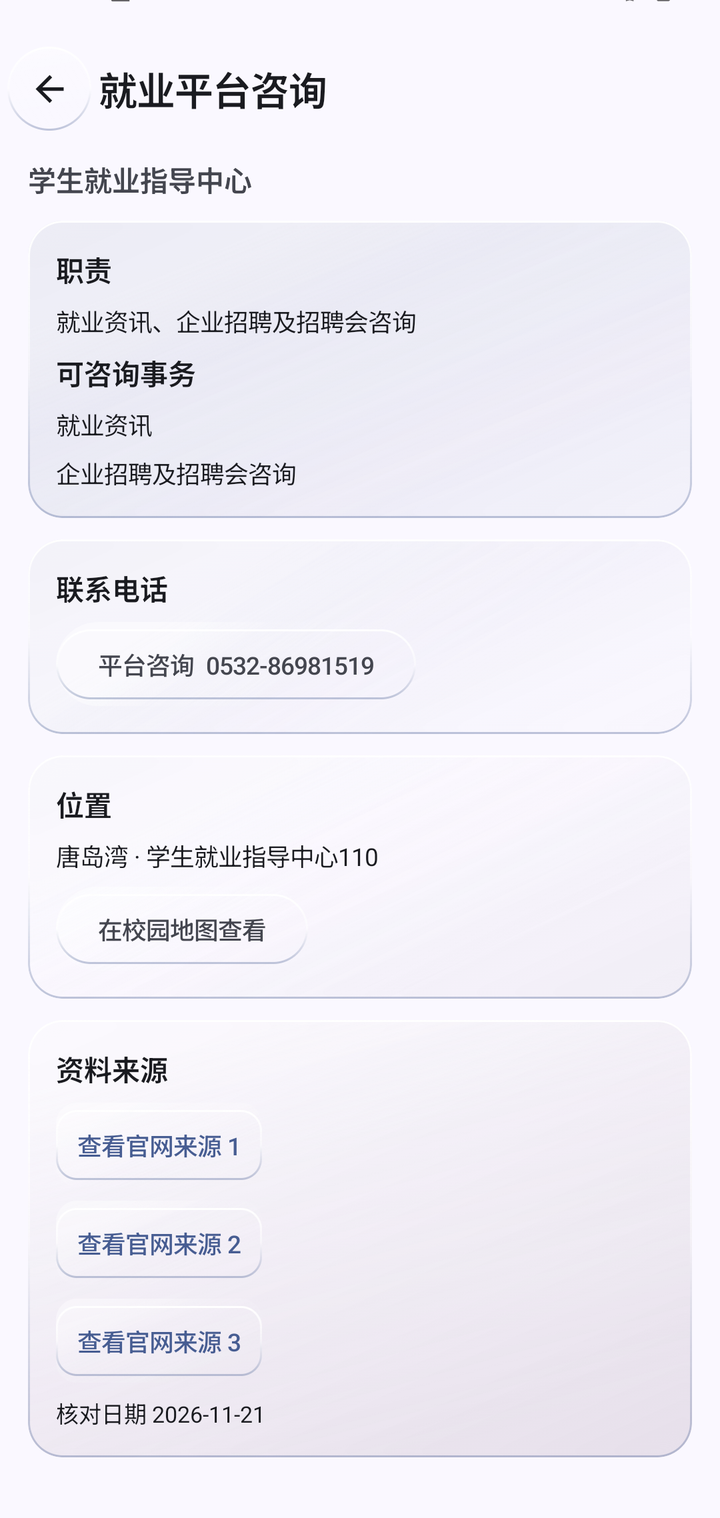 就业平台咨询
学生就业指导中心
职责
就业资讯、企业招聘及招聘会咨询
可咨询事务
就业资讯
企业招聘及招聘会咨询
联系电话
平台咨询 0532-86981519
位置
唐岛湾 · 学生就业指导中心110
在校园地图查看
资料来源
查看官网来源 1
查看官网来源 2
查看官网来源 3
核对日期 2026-11-21